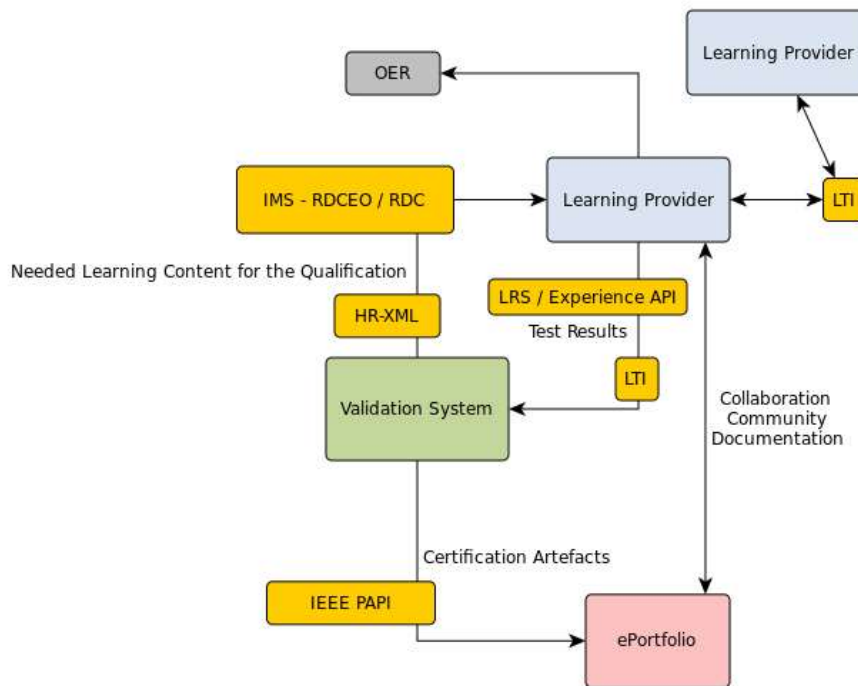 Learning Provider
OER
IMS - RDCEO / RDC
Learning Provider
LTI
Needed Learning Content for the Qualification
LRS / Experience API
HR-XML
Test Results
LTI
Validation System
Collaboration
Community
Documentation
Certification Artefacts
IEEE PAPI
ePortfolio